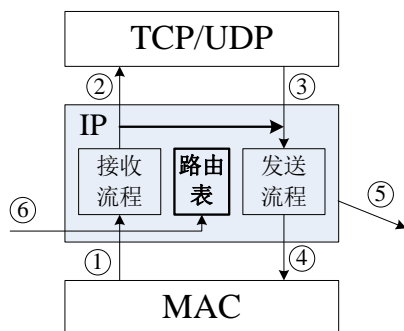 TCP/UDP
② ③
IP
接收 路由 发送
流程 表 流程
⑤
⑥
① ④
MAC